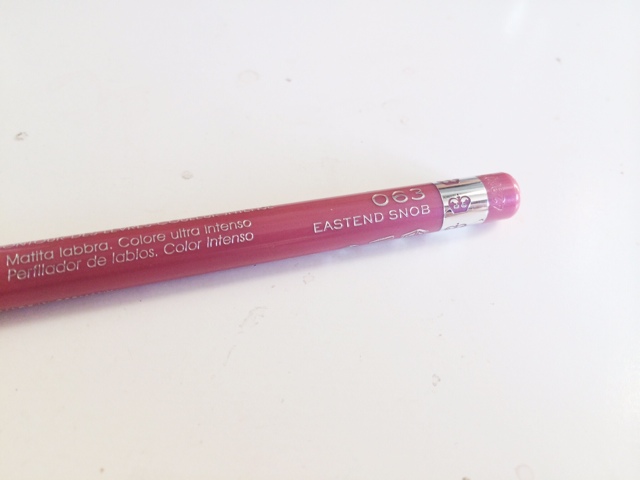 063
EASTEND SNOB
Matita labbra. Colore ultra intenso
Perfilador de labios. Color intenso